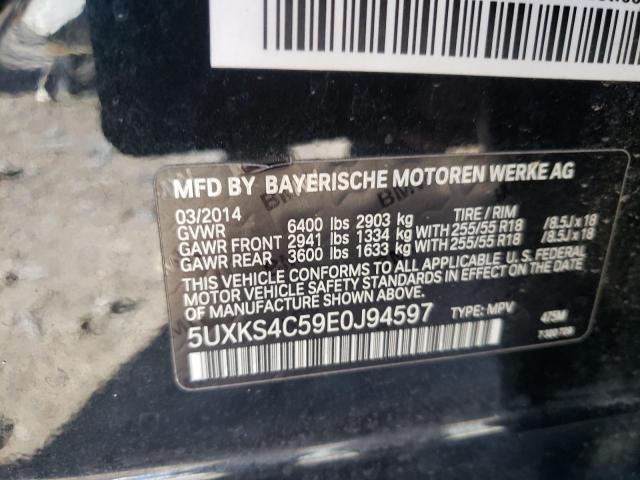 MFD BY BAYERISCHE MOTOREN WERKE AG
03/2014 TIRE / RIM
GVWR 6400 lbs 2903 kg
GAWR FRONT 2941 lbs 1334 kg WITH 255/55 R18 /8.5J x 18
GAWR REAR 3600 lbs 1633 kg WITH 255/55 R18 /8.5J x 18
THIS VEHICLE CONFORMS TO ALL APPLICABLE U. S. FEDERAL
MOTOR VEHICLE SAFETY STANDARDS IN EFFECT ON THE DATE
OF MANUFACTURE SHOWN ABOVE.
5UXKS4C59E0J94597 TYPE: MPV 475M